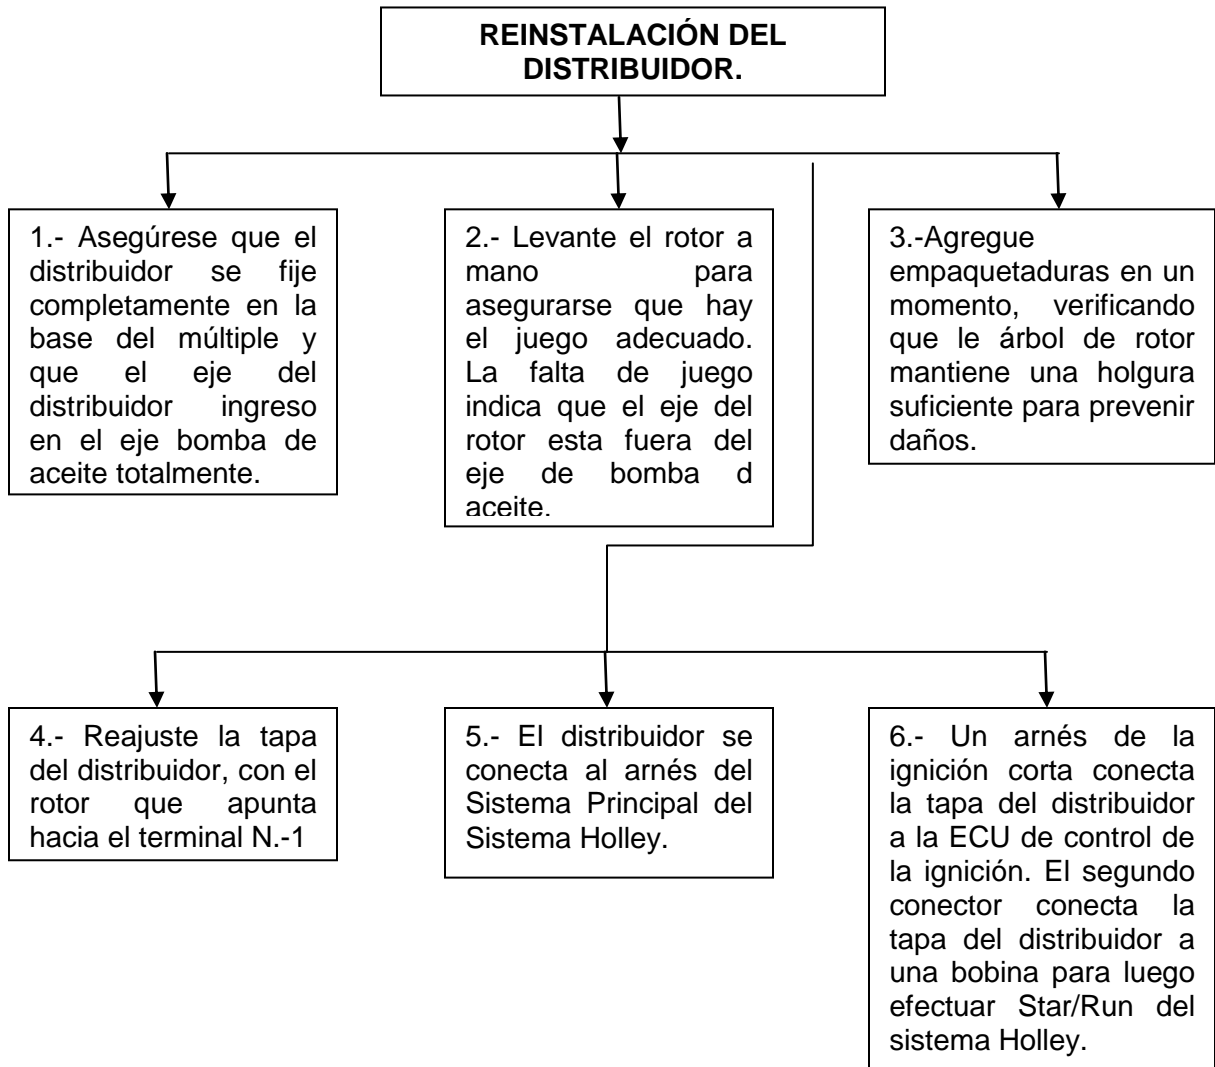 REINSTALACIÓN DEL
DISTRIBUIDOR.
1.- Asegúrese que el
distribuidor se fije
completamente en la
base del múltiple y
que el eje del
distribuidor ingreso
en el eje bomba de
aceite totalmente.
2.- Levante el rotor a
mano para
asegurarse que hay
el juego adecuado.
La falta de juego
indica que el eje del
rotor esta fuera del
eje de bomba d
aceite.
3.-Agregue
empaquetaduras en un
momento, verificando
que le árbol de rotor
mantiene una holgura
suficiente para prevenir
daños.
4.- Reajuste la tapa
del distribuidor, con el
rotor que apunta
hacia el terminal N.-1
5.- El distribuidor se
conecta al arnés del
Sistema Principal del
Sistema Holley.
6.- Un arnés de la
ignición corta conecta
la tapa del distribuidor
a la ECU de control de
la ignición. El segundo
conector conecta la
tapa del distribuidor a
una bobina para luego
efectuar Star/Run del
sistema Holley.